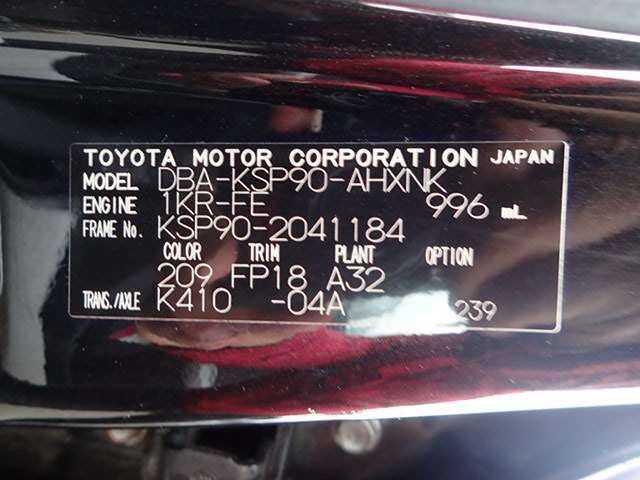 TOYOTA MOTOR CORPORATION JAPAN
MODEL DBA-KSP90-AHXNK
ENGINE 1KR-FE 996 mL
FRAME No. KSP90-2041184
COLOR TRIM PLANT OPTION
209 FP18 A32
TRANS./AXLE K410 -04A 239